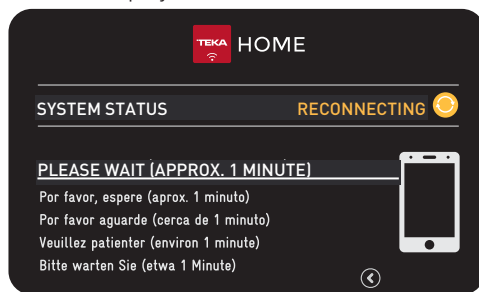 TEKA HOME
SYSTEM STATUS RECONNECTING
PLEASE WAIT (APPROX. 1 MINUTE)
Por favor, espere (aprox. 1 minuto)
Por favor aguarde (cerca de 1 minuto)
Veuillez patienter (environ 1 minute)
Bitte warten Sie (etwa 1 Minute)